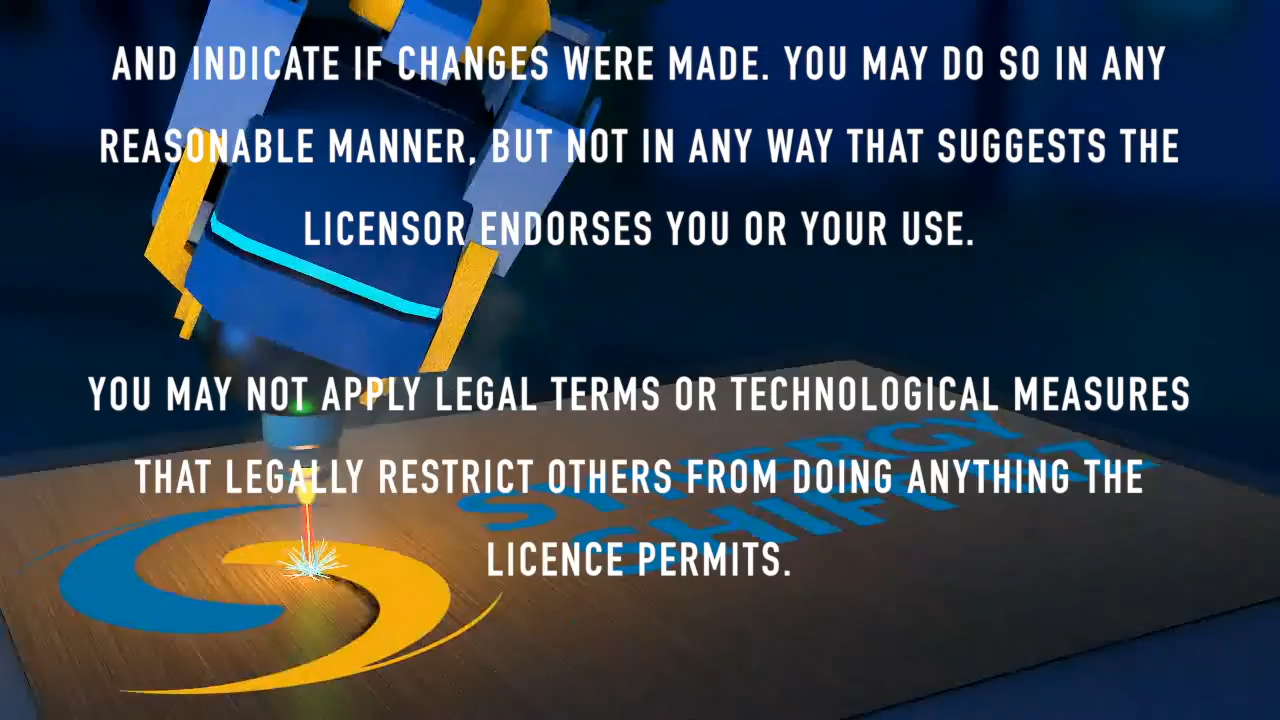 AND INDICATE IF CHANGES WERE MADE. YOU MAY DO SO IN ANY
REASONABLE MANNER, BUT NOT IN ANY WAY THAT SUGGESTS THE
LICENSOR ENDORSES YOU OR YOUR USE.
YOU MAY NOT APPLY LEGAL TERMS OR TECHNOLOGICAL MEASURES
THAT LEGALLY RESTRICT OTHERS FROM DOING ANYTHING THE
LICENCE PERMITS.
SYNERGY
SHIFT